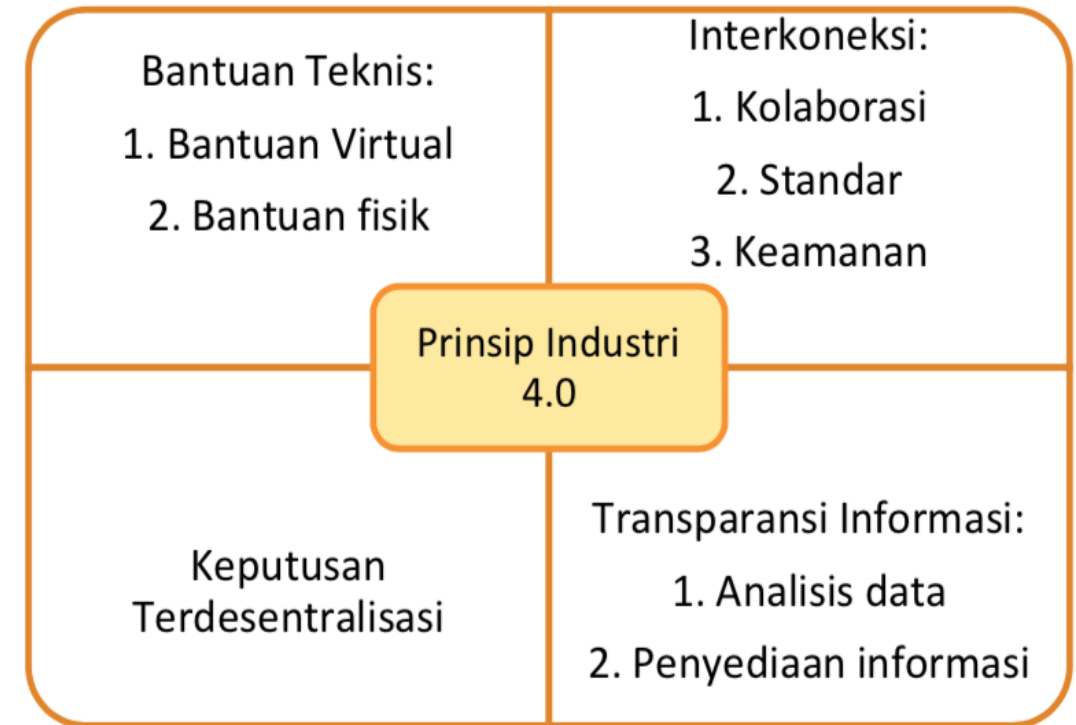 Bantuan Teknis:
1. Bantuan Virtual
2. Bantuan fisik
Interkoneksi:
1. Kolaborasi
2. Standar
3. Keamanan
Prinsip Industri
4.0
Keputusan
Terdesentralisasi
Transparansi Informasi:
1. Analisis data
2. Penyediaan informasi